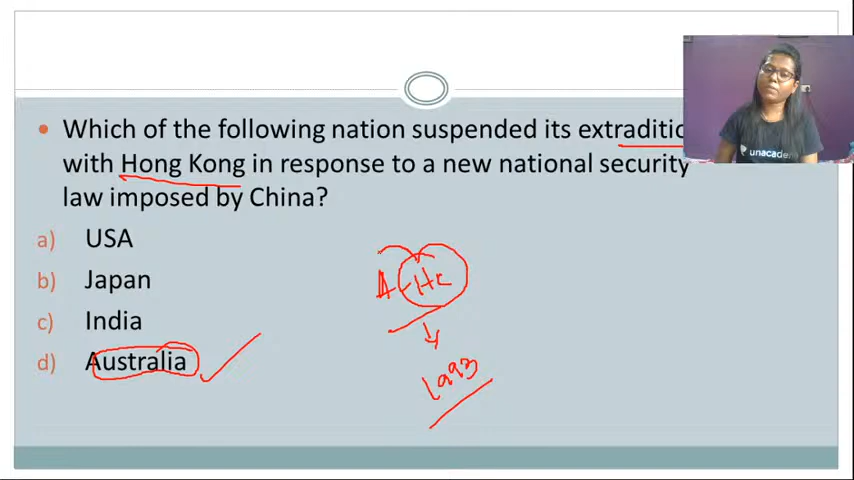 Which of the following nation suspended its extraditio
with Hong Kong in response to a new national security
law imposed by China?
a) USA
b) Japan
c) India
d) Australia
A-HK
1993
unacadem